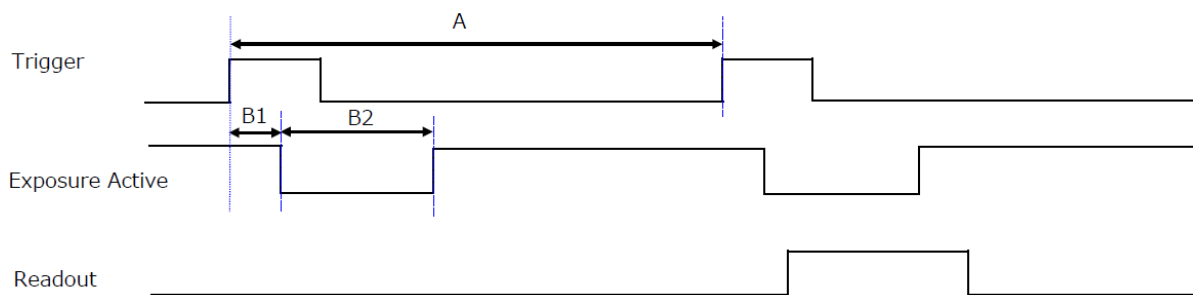 A
Trigger
B1
B2
Exposure Active
Readout